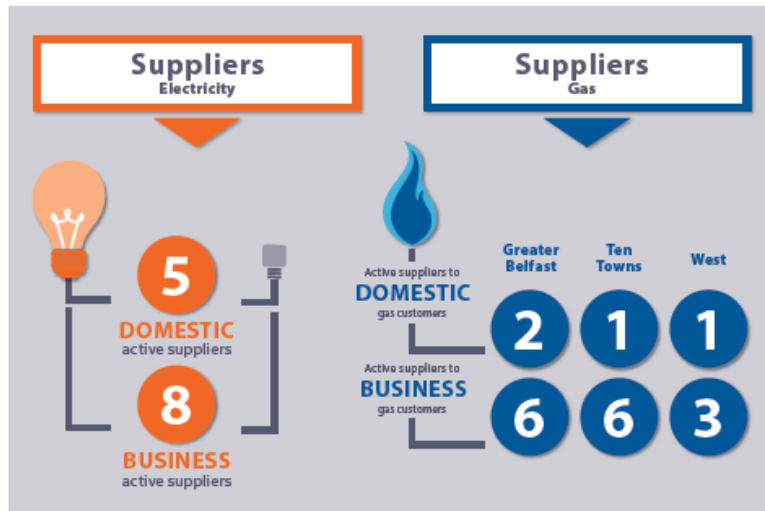 Suppliers
Electricity
5
DOMESTIC
active suppliers
8
BUSINESS
active suppliers
Suppliers
Gas
Greater
Belfast
Ten
Towns
West
Active suppliers to
DOMESTIC
gas customers
2 1 1
Active suppliers to
BUSINESS
gas customers
6 6 3